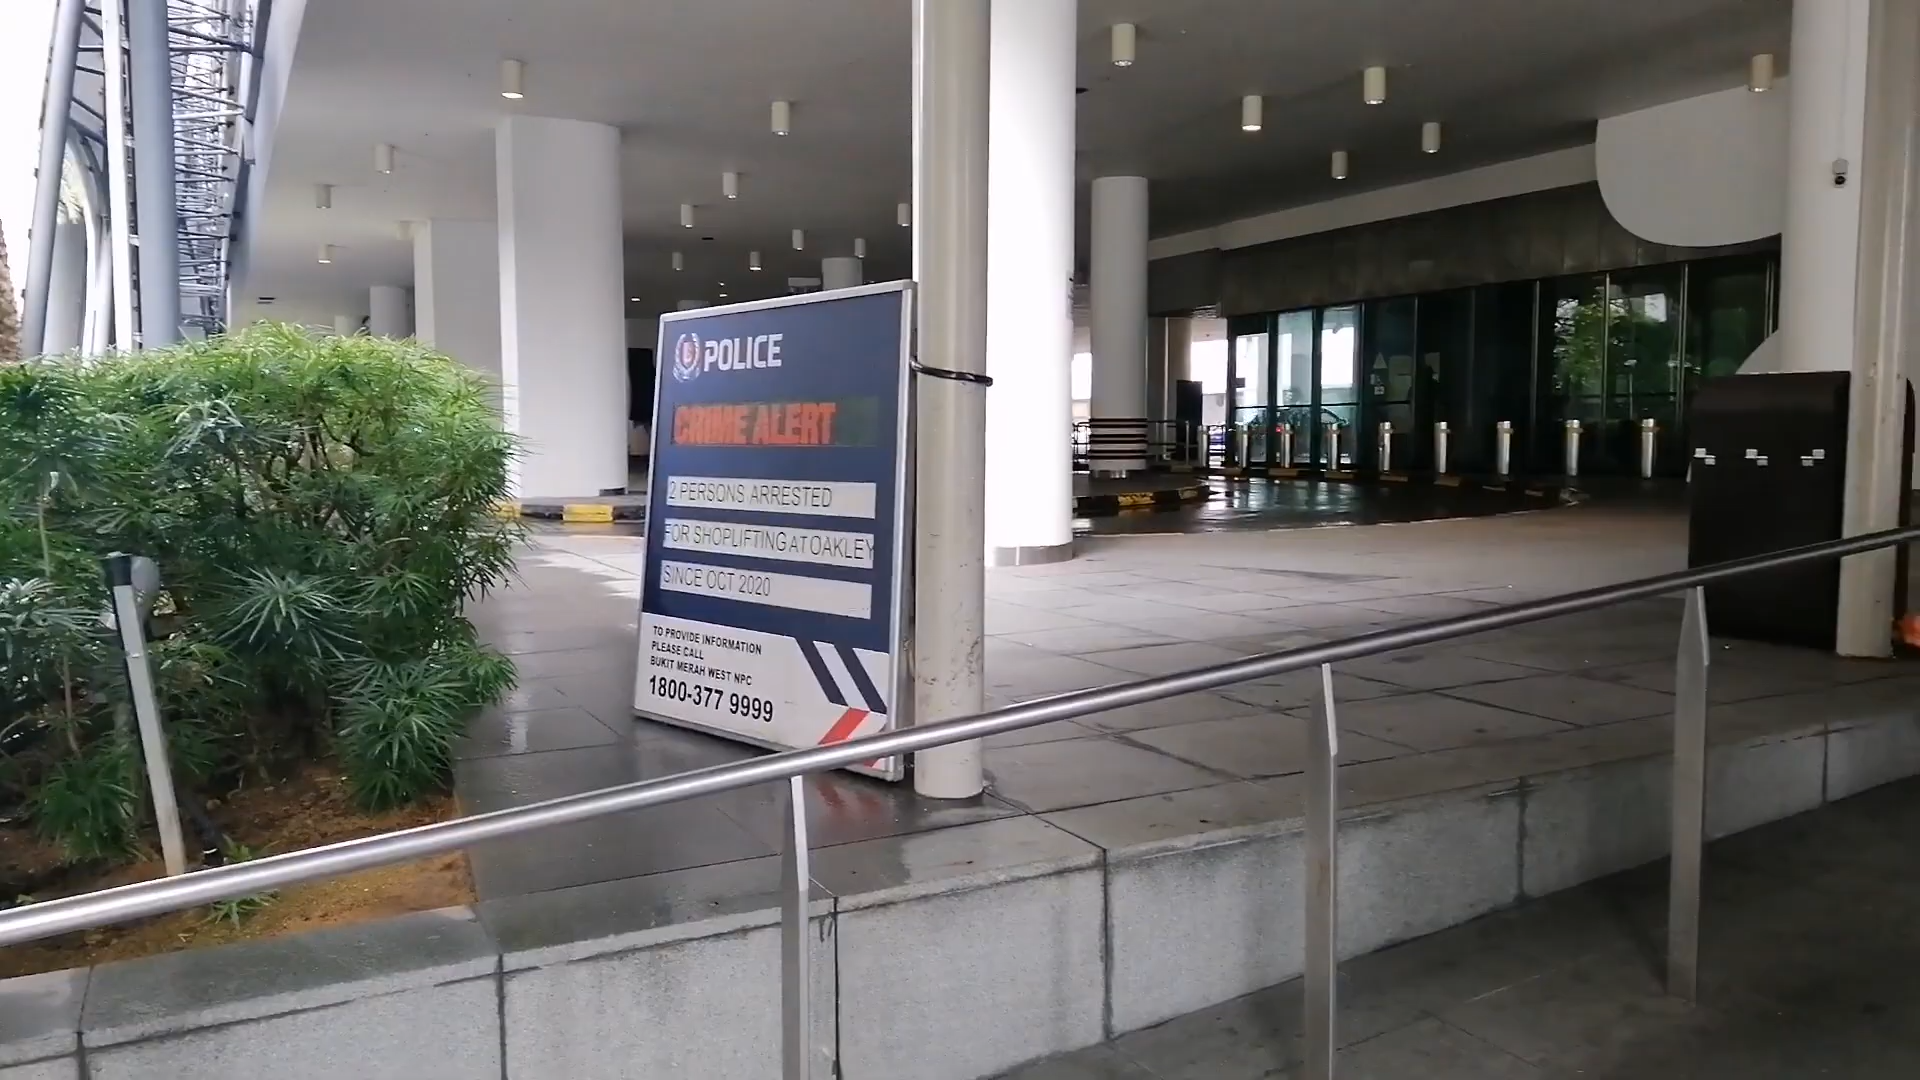 POLICE
CRIME ALERT
2 PERSONS ARRESTED
FOR SHOPLIFTING AT OAKLEY
SINCE OCT 2020
TO PROVIDE INFORMATION
PLEASE CALL
BUKIT MERAH WEST NPC
1800-377 9999